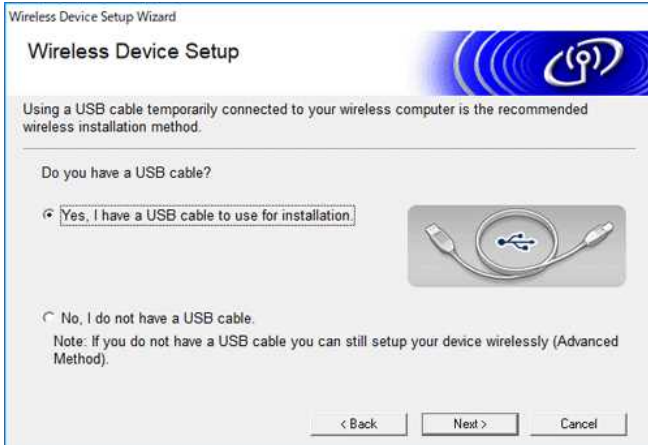 Wireless Device Setup Wizard
Wireless Device Setup
Using a USB cable temporarily connected to your wireless computer is the recommended
wireless installation method.
Do you have a USB cable?
Yes, I have a USB cable to use for installation.
No, I do not have a USB cable.
Note: If you do not have a USB cable you can still setup your device wirelessly (Advanced
Method).
< Back Next > Cancel